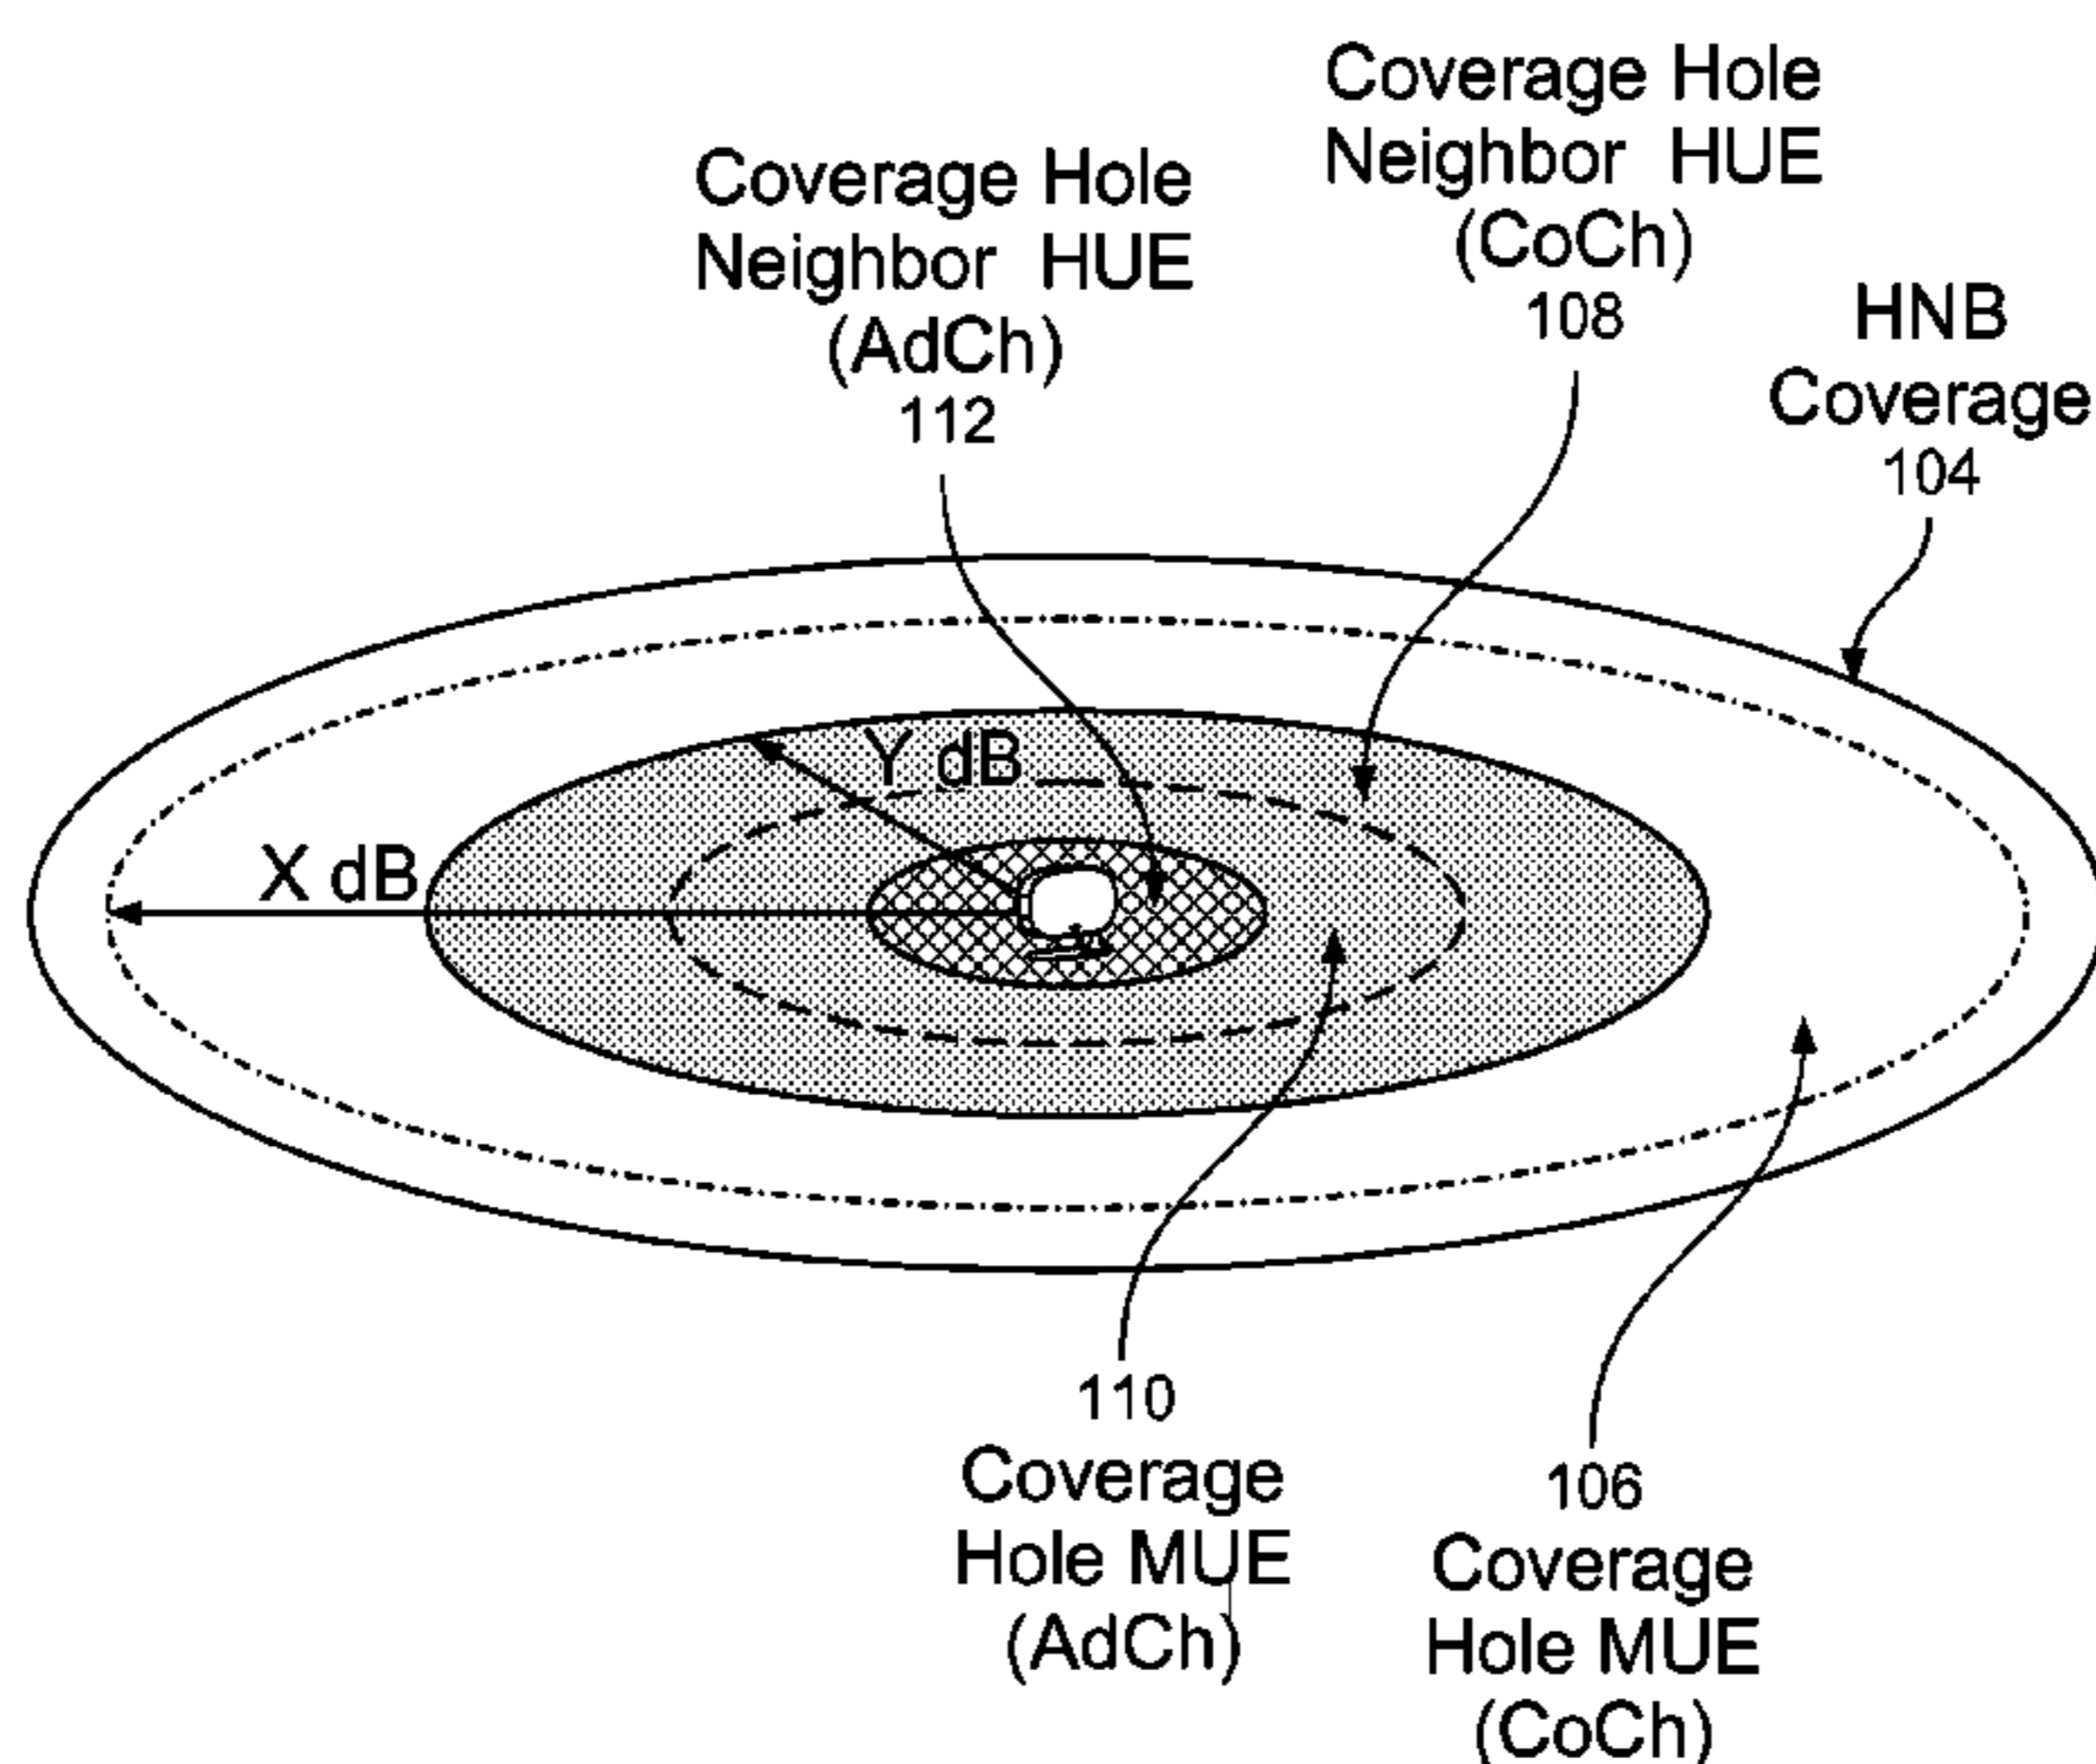 Coverage Hole
Neighbor HUE
(CoCh)
108
Coverage Hole
Neighbor HUE
(AdCh)
112
HNB
Coverage
104
Y dB
X dB
110
Coverage
Hole MUE
(AdCh)
106
Coverage
Hole MUE
(CoCh)